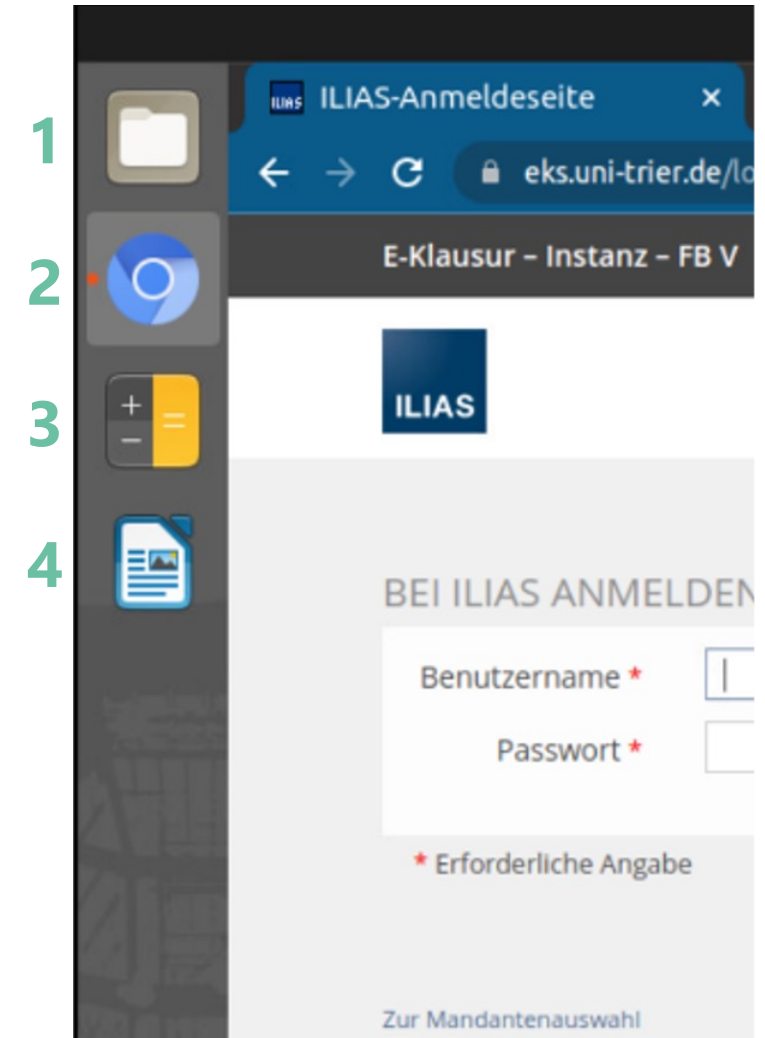 1
2
3
4
ILIAS ILIAS-Anmeldeseite ×
eks.uni-trier.de/lo
E-Klausur – Instanz – FB V
ILIAS
BEI ILIAS ANMELDEN
Benutzername *
Passwort *
* Erforderliche Angabe
Zur Mandantenauswahl